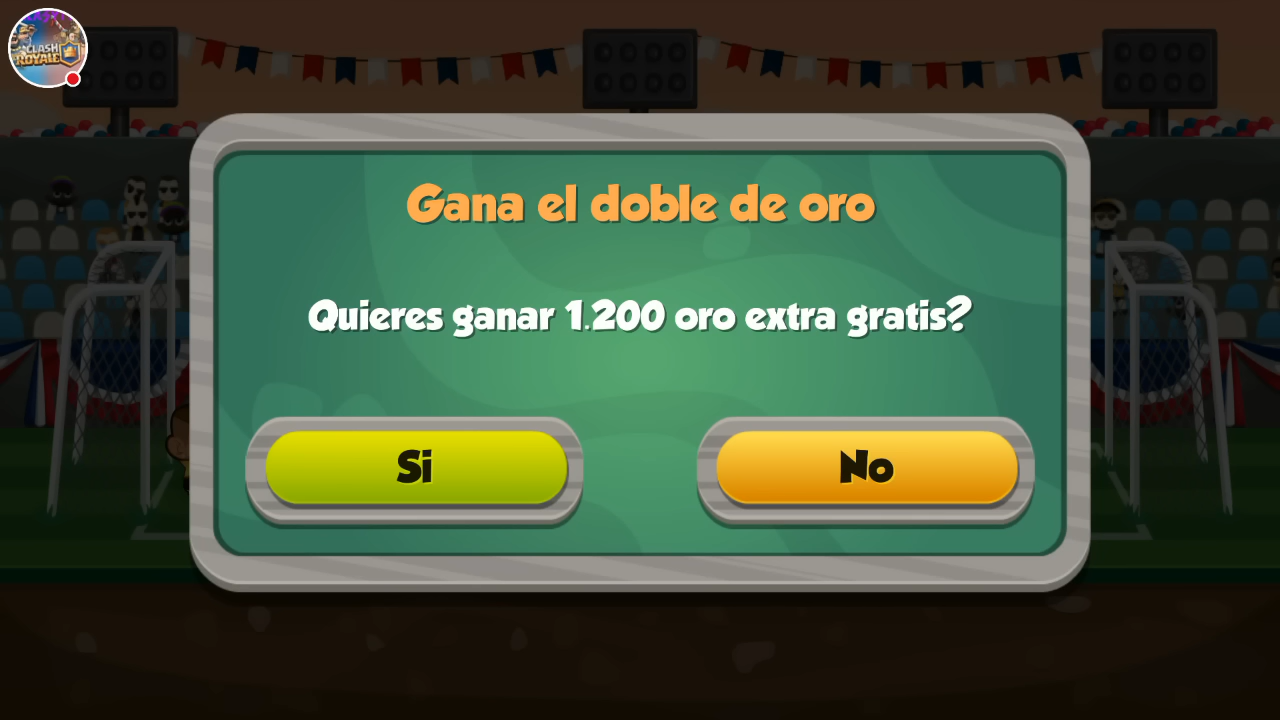 CLASH
ROYALE
Gana el doble de oro
Quieres ganar 1.200 oro extra gratis?
Si
No